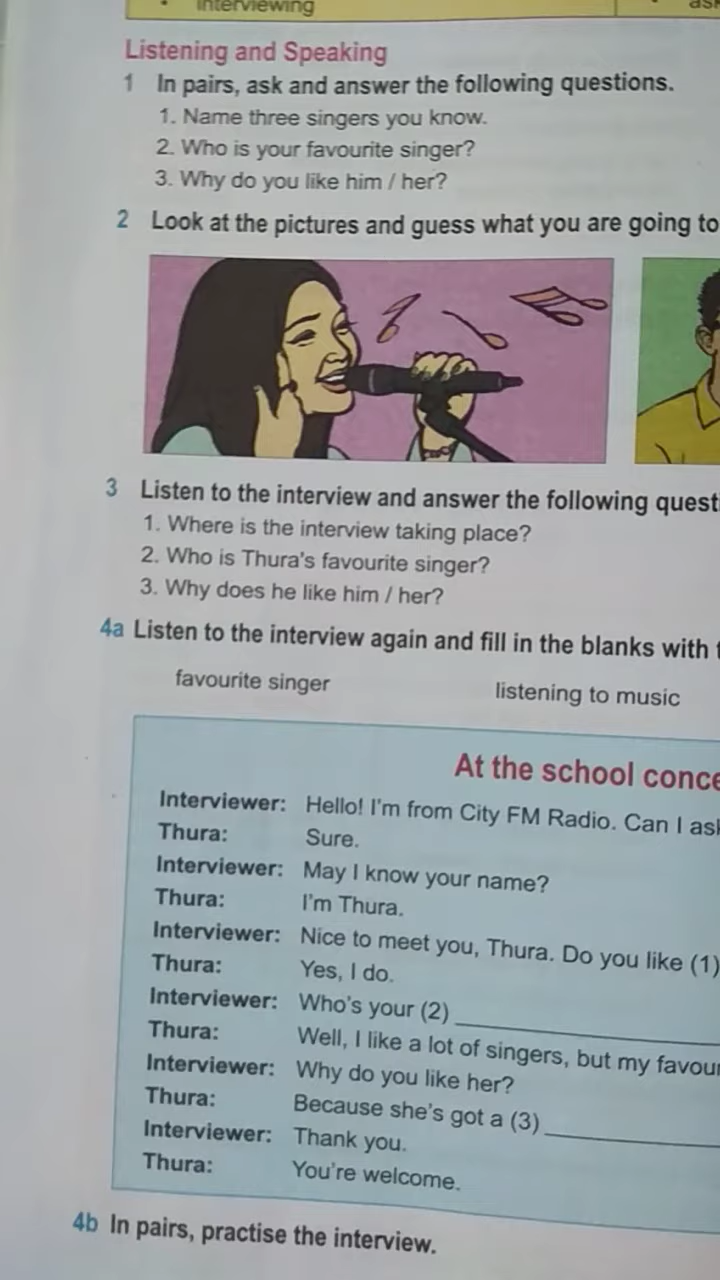 interviewing
Listening and Speaking
1 In pairs, ask and answer the following questions.
1. Name three singers you know.
2. Who is your favourite singer?
3. Why do you like him / her?
2 Look at the pictures and guess what you are going to
3 Listen to the interview and answer the following
1. Where is the interview taking place?
2. Who is Thura's favourite singer?
3. Why does he like him / her?
4a Listen to the interview again and fill in the blanks with
favourite singer listening to music
At the school
Interviewer: Hello! I'm from City FM Radio. Can I
Thura: Sure.
Interviewer: May I know your name?
Thura: I'm Thura.
Interviewer: Nice to meet you, Thura. Do you like (1)
Thura: Yes, I do.
Interviewer: Who's your (2)
Thura: Well, I like a lot of singers, but my
Interviewer: Why do you like her?
Thura: Because she's got a (3)
Interviewer: Thank you.
Thura: You're welcome.
4b In pairs, practise the interview.